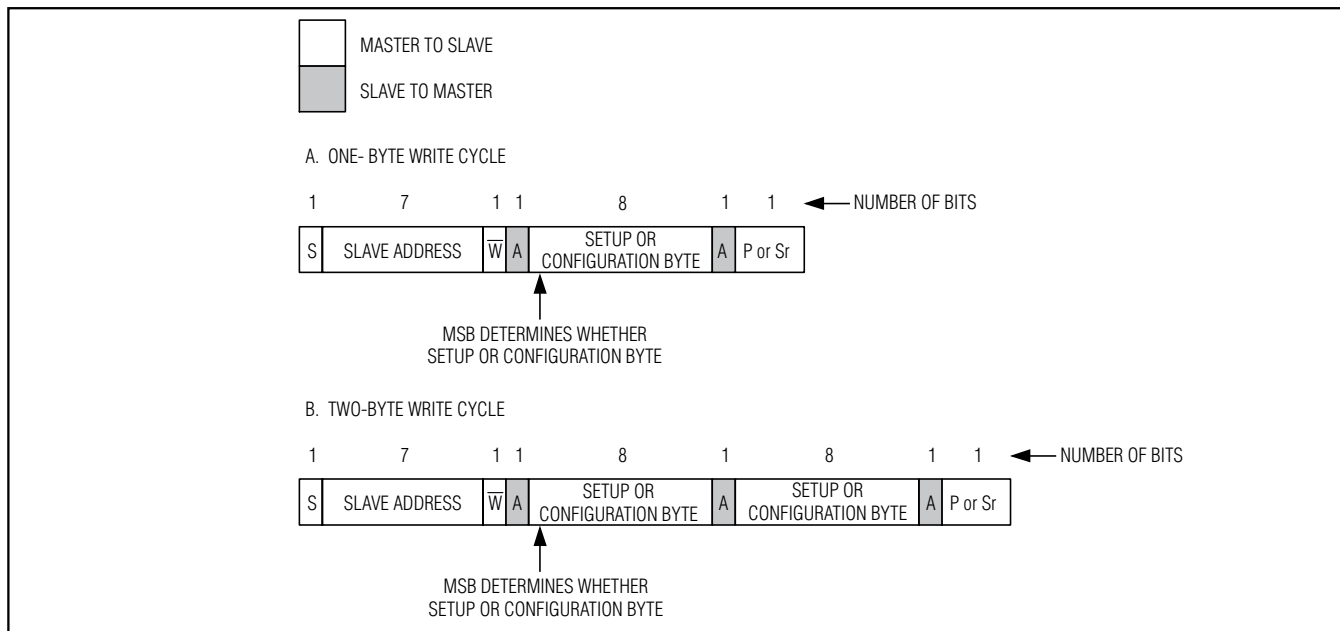 MASTER TO SLAVE
SLAVE TO MASTER
A. ONE- BYTE WRITE CYCLE
1 7 1 1 8 1 1 NUMBER OF BITS
S SLAVE ADDRESS W̅ A SETUP OR CONFIGURATION BYTE A P or Sr
MSB DETERMINES WHETHER
SETUP OR CONFIGURATION BYTE
B. TWO-BYTE WRITE CYCLE
1 7 1 1 8 1 8 1 1 NUMBER OF BITS
S SLAVE ADDRESS W̅ A SETUP OR CONFIGURATION BYTE A SETUP OR CONFIGURATION BYTE A P or Sr
MSB DETERMINES WHETHER
SETUP OR CONFIGURATION BYTE